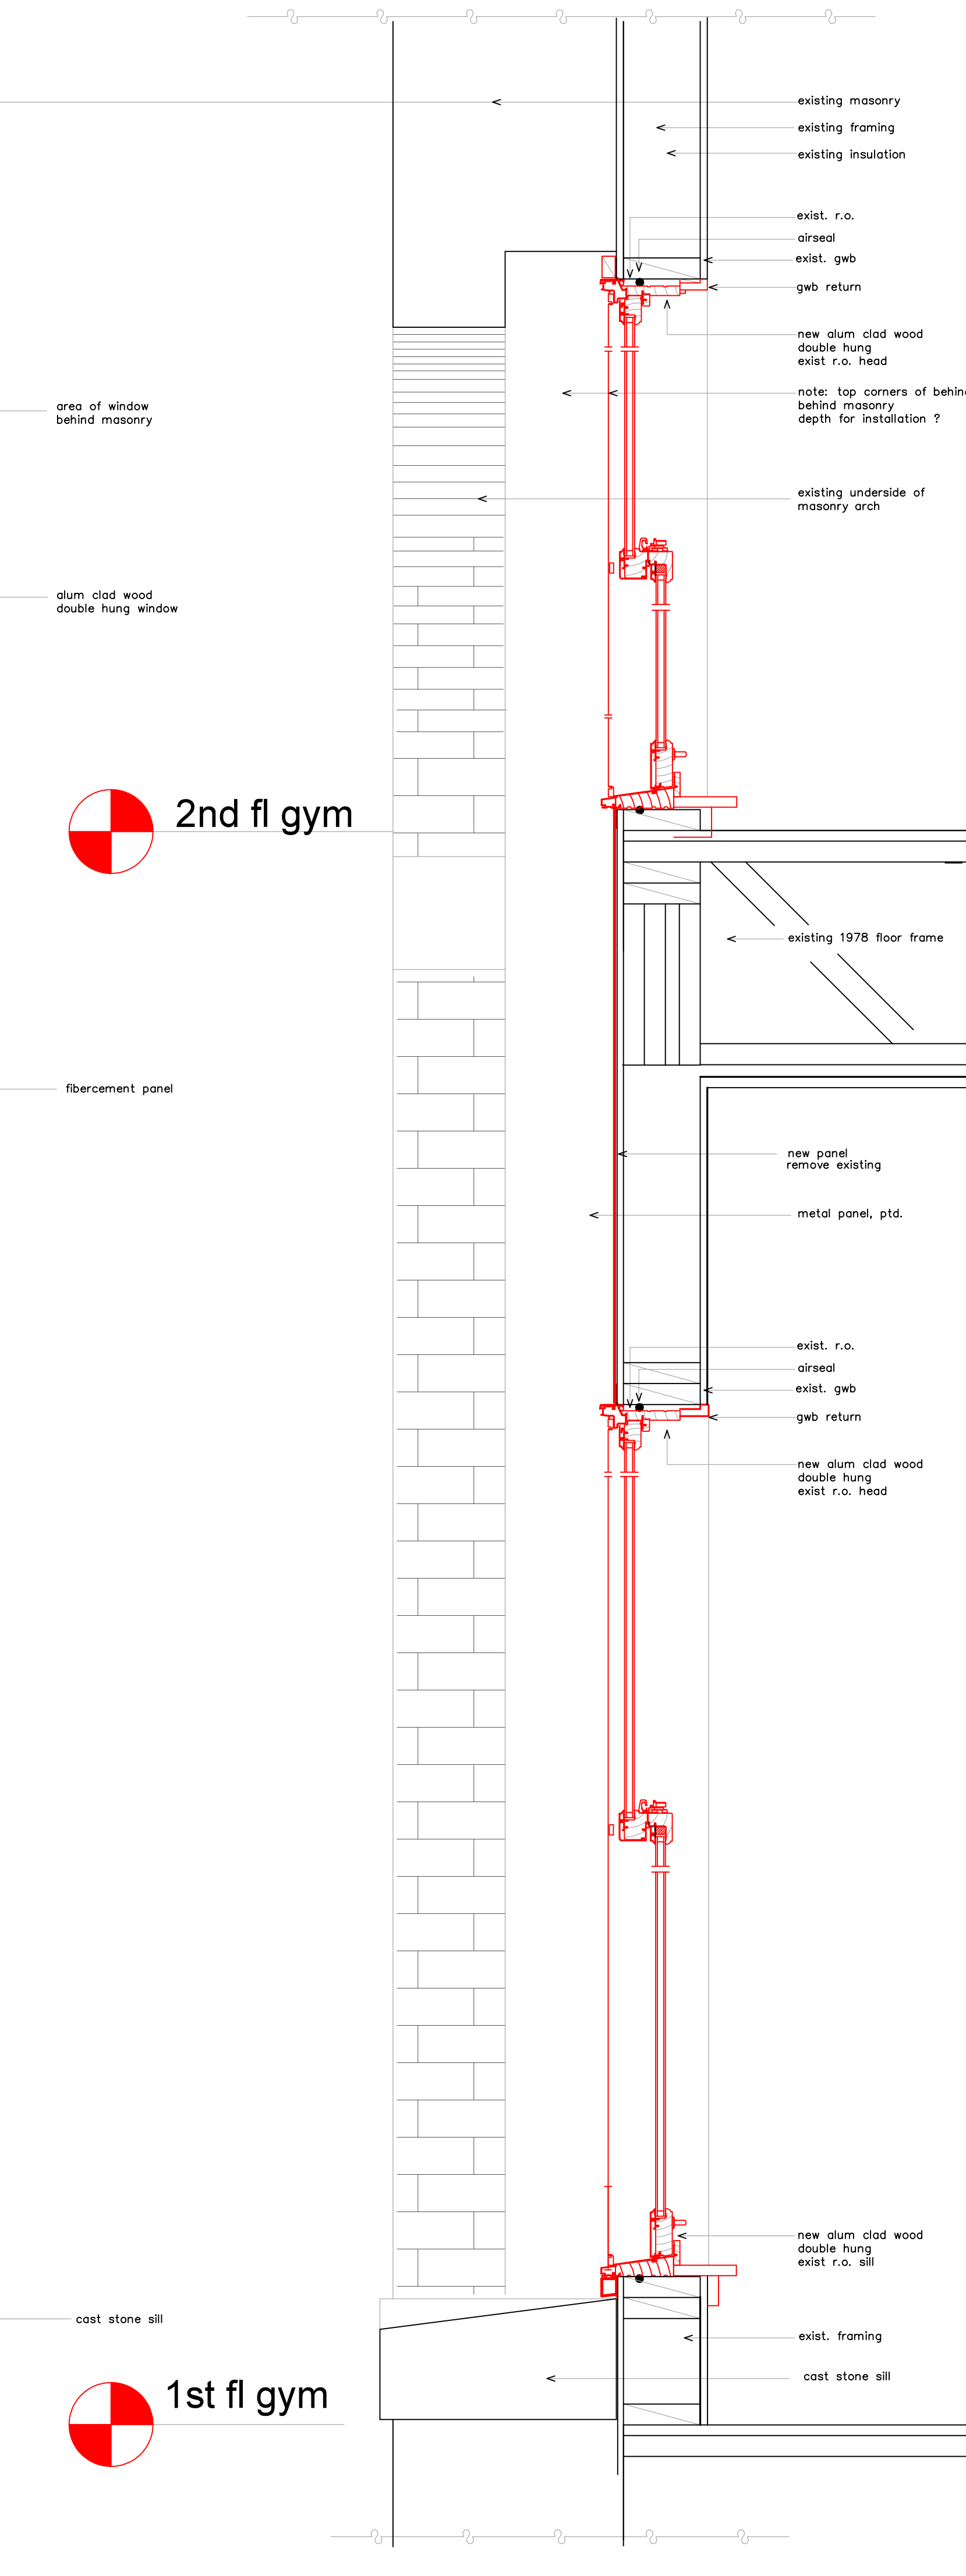 existing masonry
existing framing
existing insulation
exist. r.o.
airseal
exist. gwb
gwb return
new alum clad wood
double hung
exist r.o. head
note: top corners of behind
behind masonry
depth for installation ?
area of window
behind masonry
existing underside of
masonry arch
alum clad wood
double hung window
2nd fl gym
existing 1978 floor frame
fibercement panel
new panel
remove existing
metal panel, ptd.
exist. r.o.
airseal
exist. gwb
gwb return
new alum clad wood
double hung
exist r.o. head
new alum clad wood
double hung
exist r.o. sill
cast stone sill
exist. framing
cast stone sill
1st fl gym